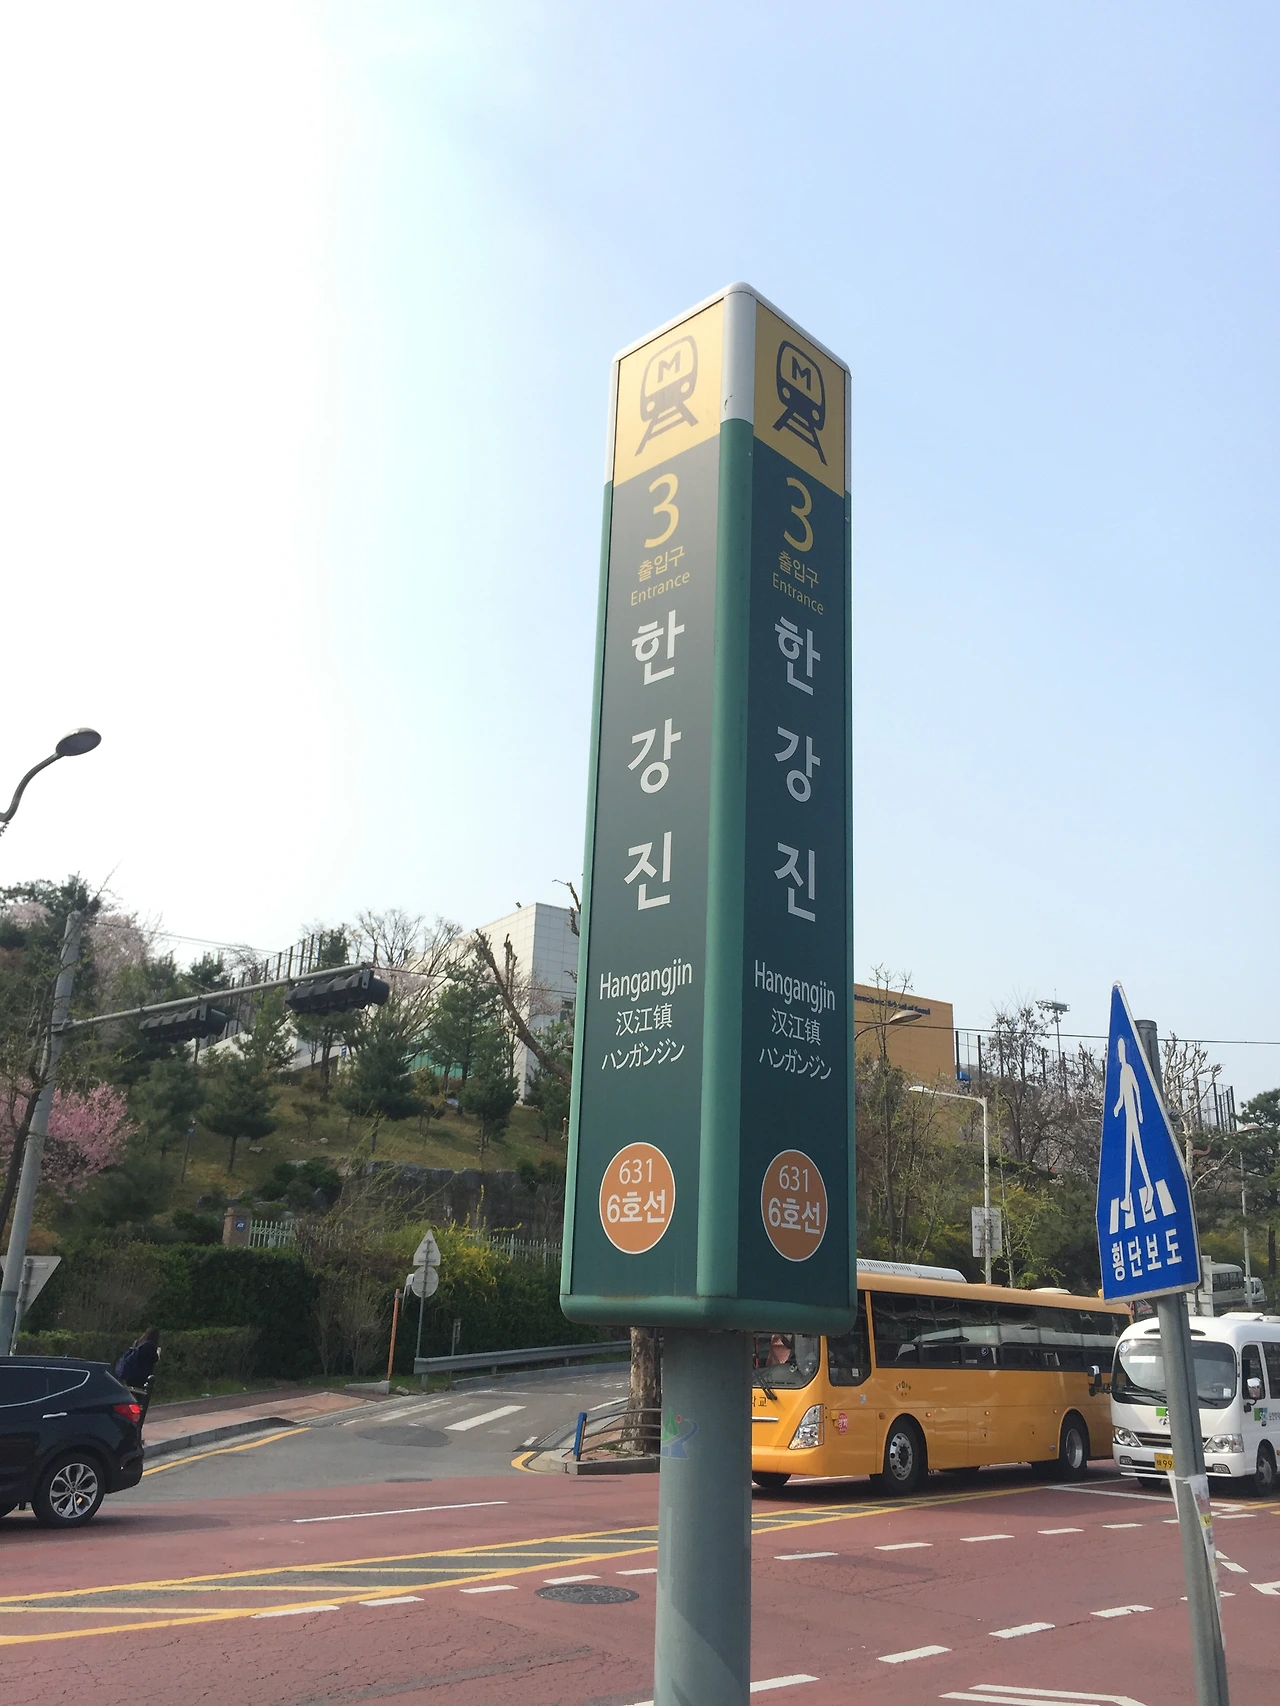 M
3
출입구
Entrance
한
강
진
Hangangjin
汉江镇
ハンガンジン
631
6호선
M
3
출입구
Entrance
한
강
진
Hangangjin
汉江镇
ハンガンジン
631
6호선
횡단보도